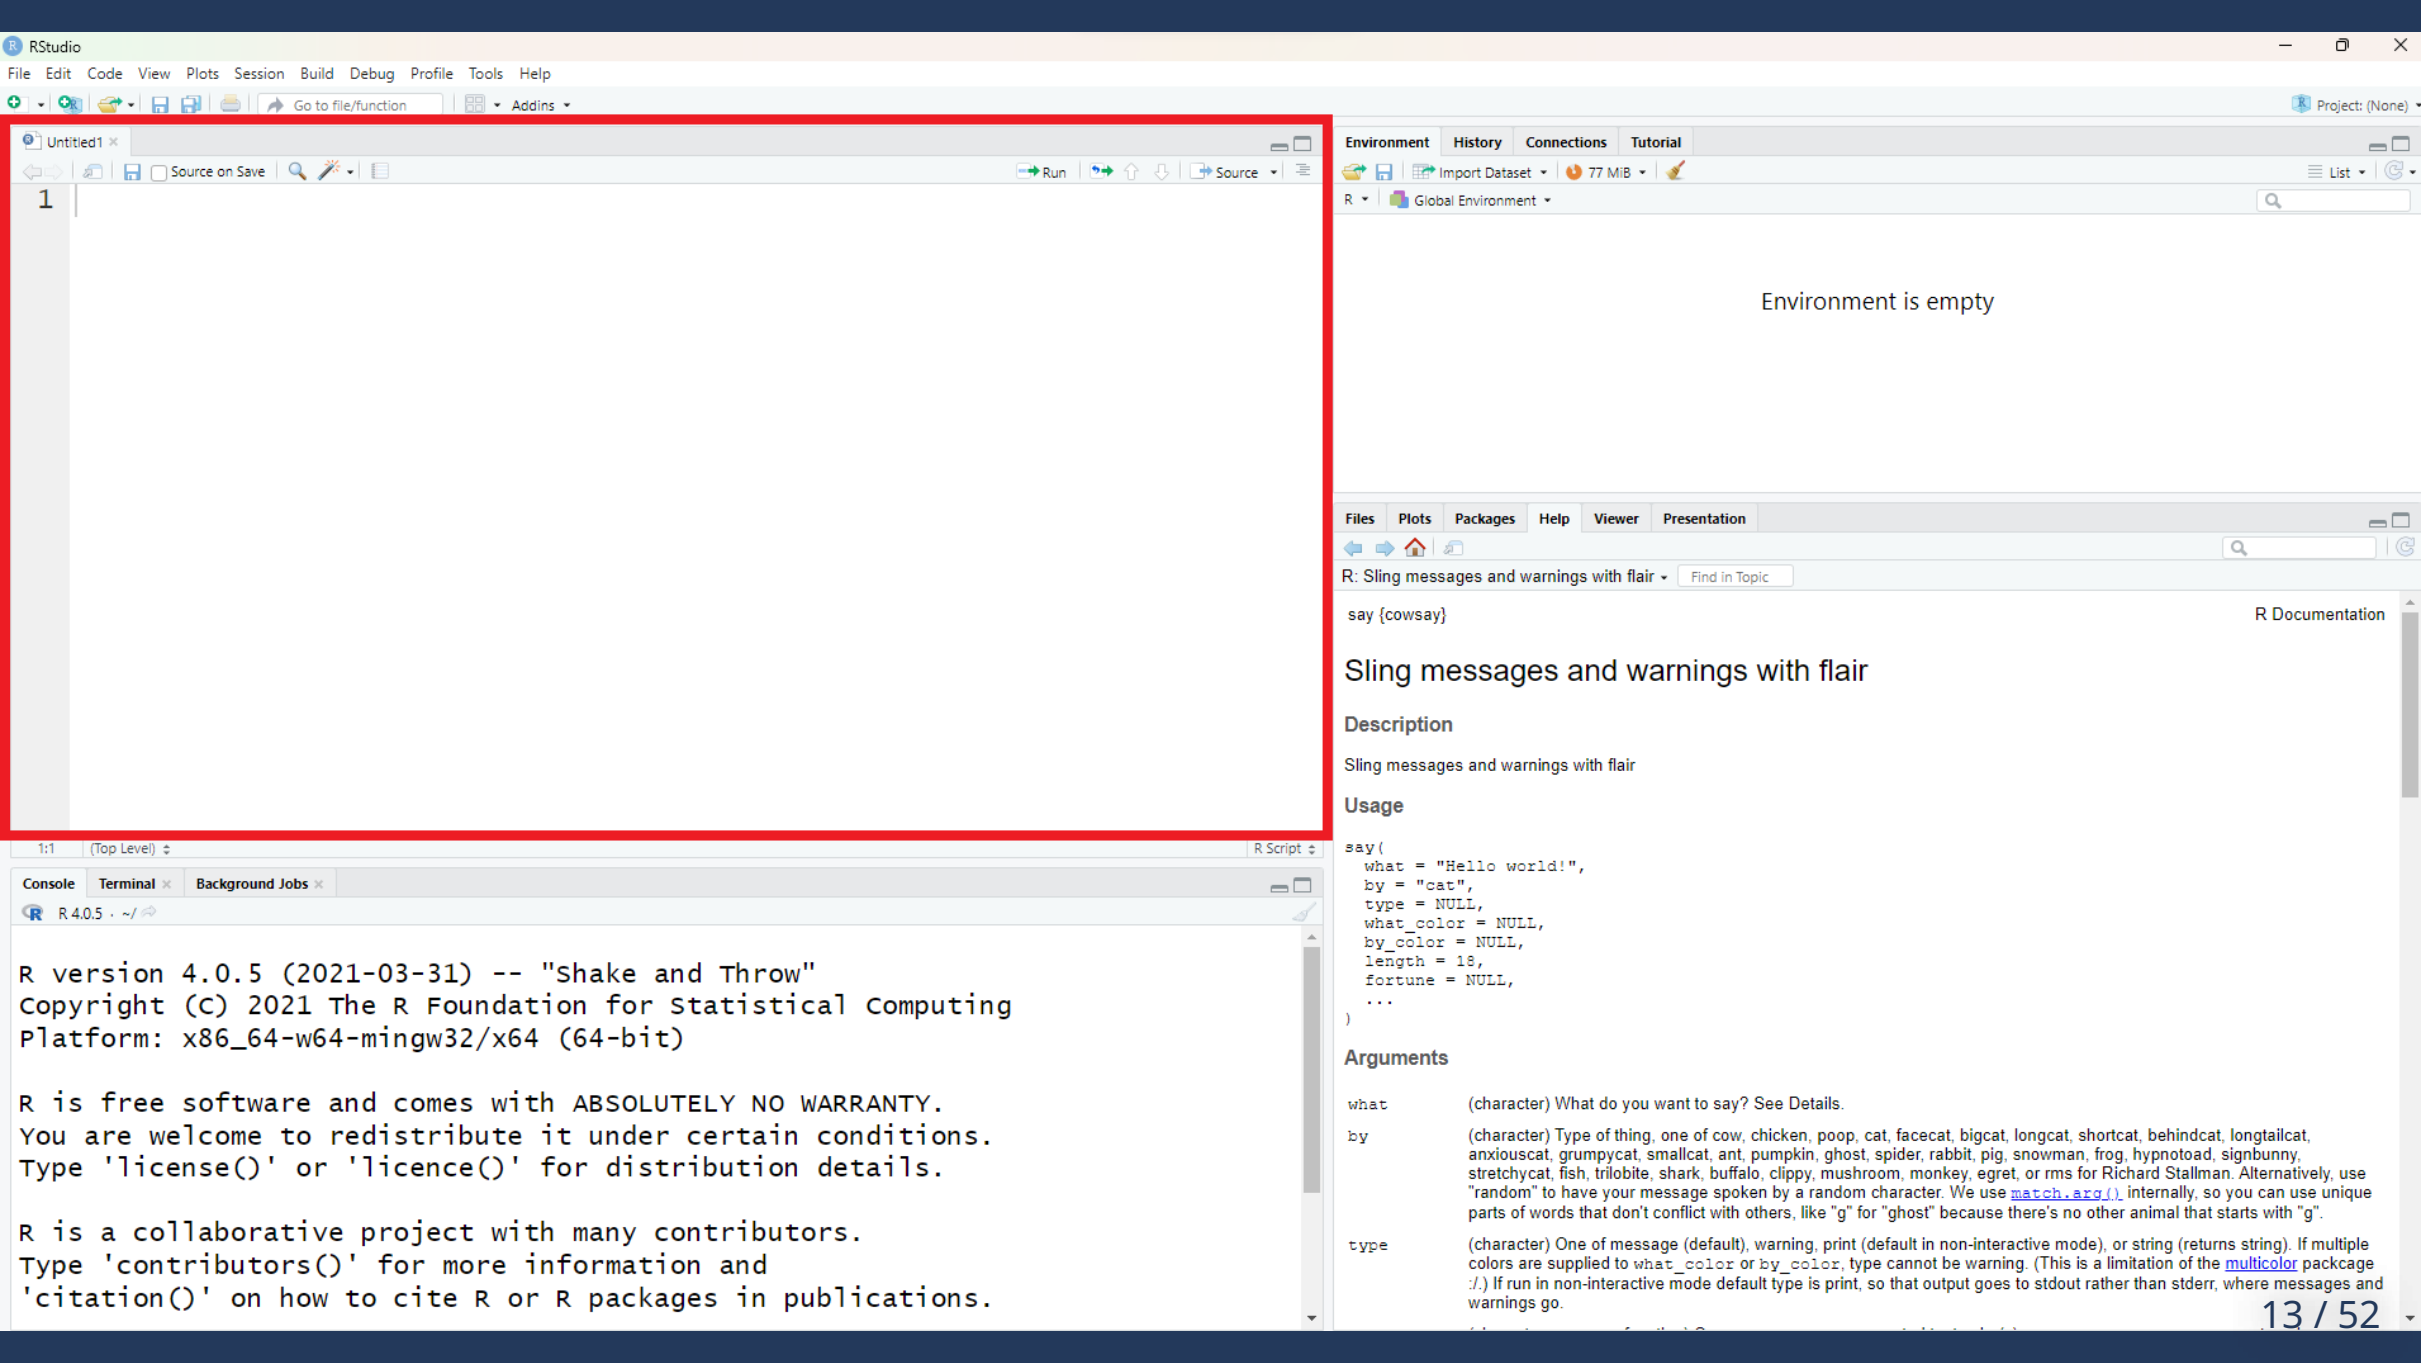 RStudio
File Edit Code View Plots Session Build Debug Profile Tools Help
Go to file/function Addins Project: (None)
Untitled1
Source on Save Run Source
1
1:1 (Top Level) R Script
Console Terminal Background Jobs
R 4.0.5 · ~/
R version 4.0.5 (2021-03-31) -- "Shake and Throw"
Copyright (C) 2021 The R Foundation for Statistical Computing
Platform: x86_64-w64-mingw32/x64 (64-bit)
R is free software and comes with ABSOLUTELY NO WARRANTY.
You are welcome to redistribute it under certain conditions.
Type 'license()' or 'licence()' for distribution details.
R is a collaborative project with many contributors.
Type 'contributors()' for more information and
'citation()' on how to cite R or R packages in publications.
Environment History Connections Tutorial
Import Dataset 77 MiB List
R Global Environment
Environment is empty
Files Plots Packages Help Viewer Presentation
R: Sling messages and warnings with flair Find in Topic
say {cowsay} R Documentation
Sling messages and warnings with flair
Description
Sling messages and warnings with flair
Usage
say(
what = "Hello world!",
by = "cat",
type = NULL,
what_color = NULL,
by_color = NULL,
length = 18,
fortune = NULL,
...
)
Arguments
what (character) What do you want to say? See Details.
by (character) Type of thing, one of cow, chicken, poop, cat, facecat, bigcat, longcat, shortcat, behindcat, longtailcat,
anxiouscat, grumpycat, smallcat, ant, pumpkin, ghost, spider, rabbit, pig, snowman, frog, hypnotoad, signbunny,
stretchycat, fish, trilobite, shark, buffalo, clippy, mushroom, monkey, egret, or rms for Richard Stallman. Alternatively, use
"random" to have your message spoken by a random character. We use match.arg() internally, so you can use unique
parts of words that don't conflict with others, like "g" for "ghost" because there's no other animal that starts with "g".
type (character) One of message (default), warning, print (default in non-interactive mode), or string (returns string). If multiple
colors are supplied to what_color or by_color, type cannot be warning. (This is a limitation of the multicolor packcage
:/.) If run in non-interactive mode default type is print, so that output goes to stdout rather than stderr, where messages and
warnings go.
13 / 52